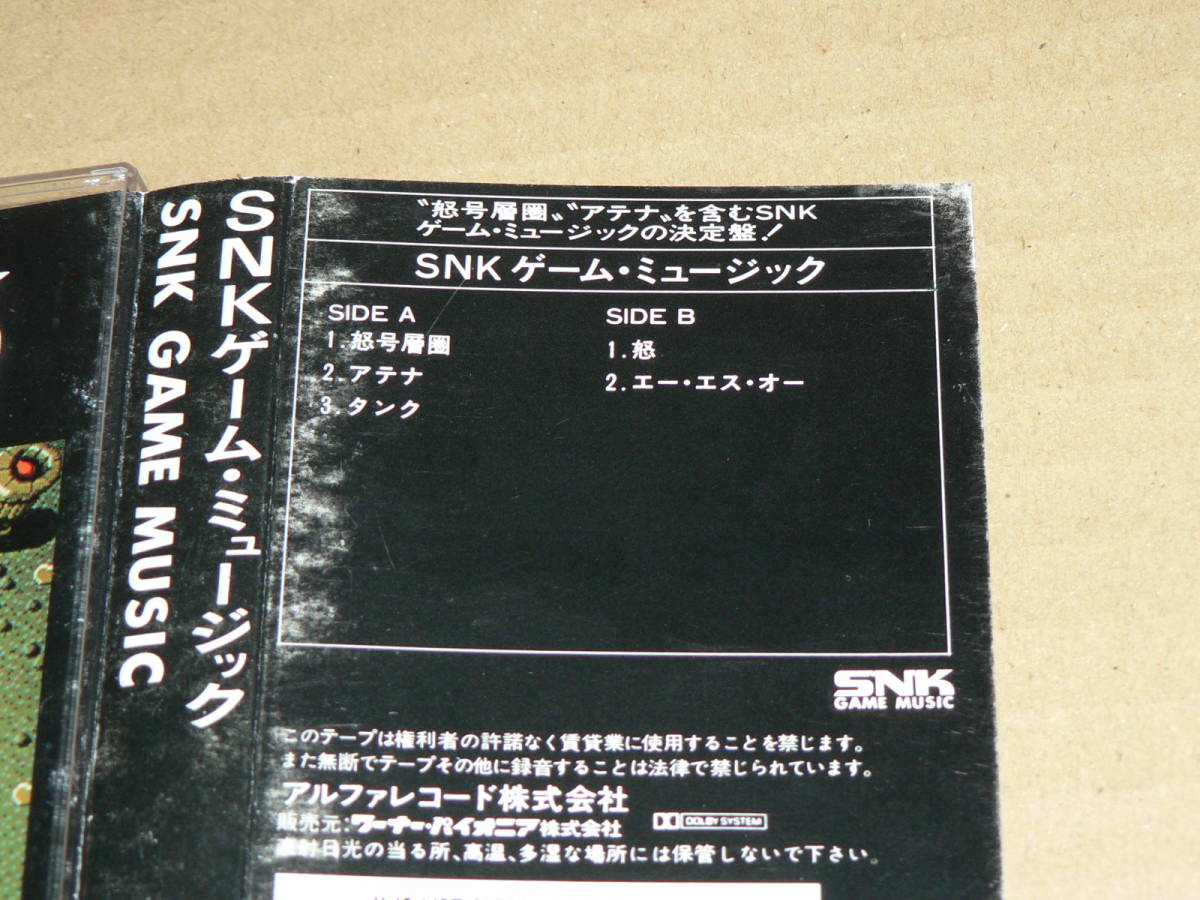 SNKゲーム・ミュージック
SNK GAME MUSIC
〝怒号層圏〟〝アテナ〟を含むSNK
ゲーム・ミュージックの決定盤!
SNK ゲーム・ミュージック
SIDE A
1. 怒号層圏
2. アテナ
3. タンク
SIDE B
1. 怒
2. エー・エス・オー
SNK
GAME MUSIC
このテープは権利者の許諾なく賃貸業に使用することを禁じます。
また無断でテープその他に録音することは法律で禁じられています。
アルファレコード株式会社
販売元:ワーナー・パイオニア株式会社 DOLBY SYSTEM
直射日光の当る所、高温、多湿な場所には保管しないで下さい。